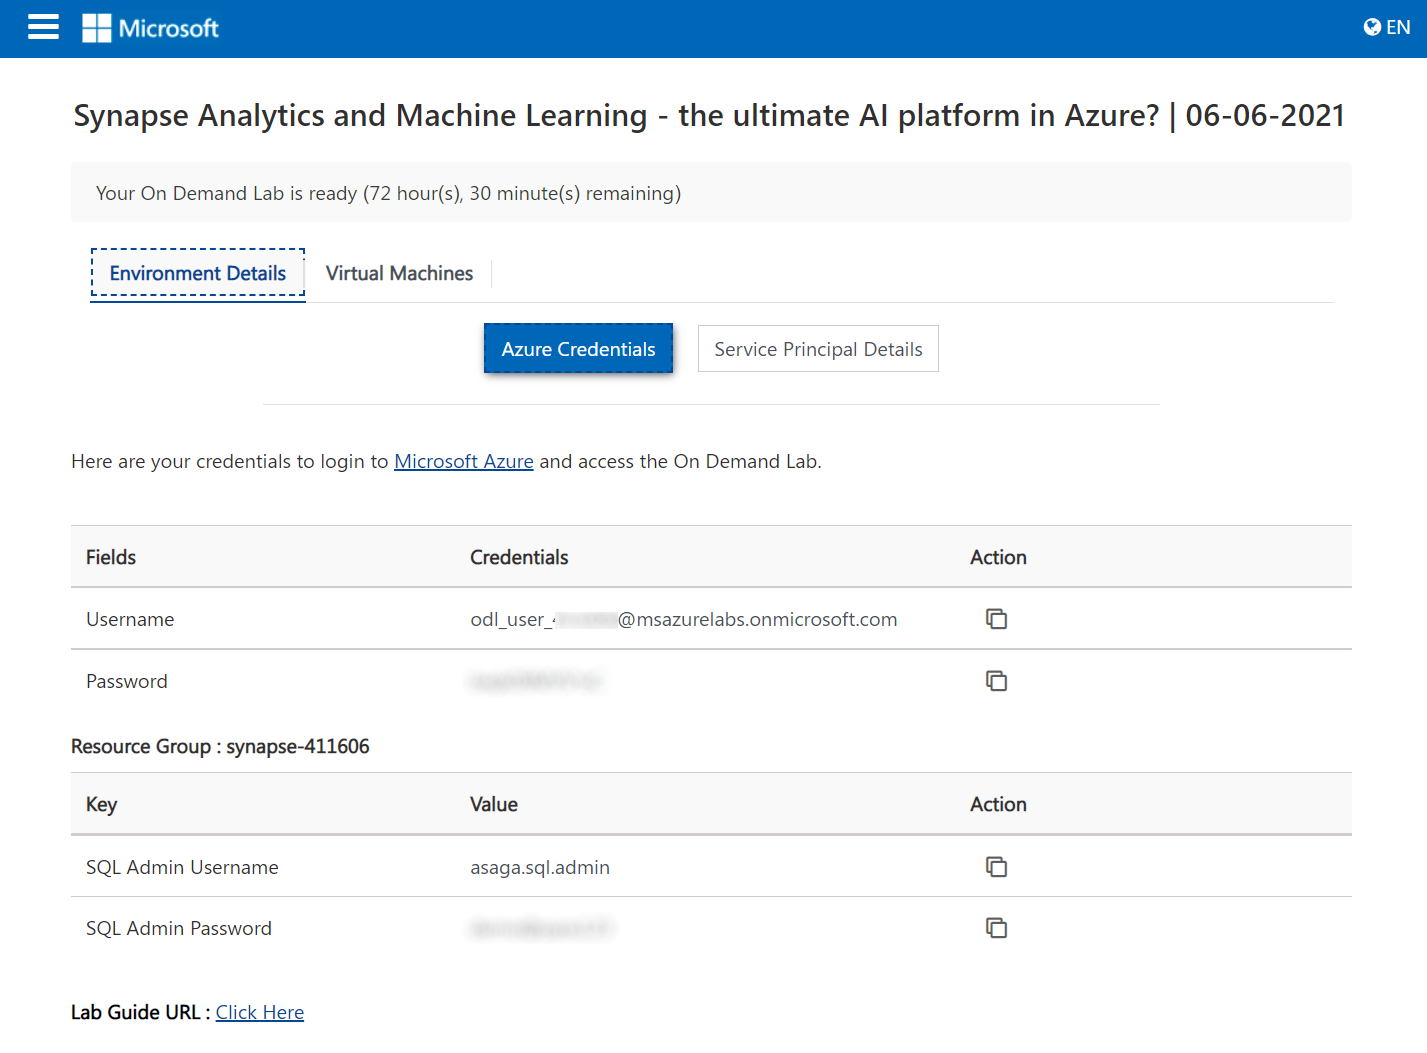 Microsoft
EN
Synapse Analytics and Machine Learning - the ultimate AI platform in Azure? | 06-06-2021
Your On Demand Lab is ready (72 hour(s), 30 minute(s) remaining)
Environment Details Virtual Machines
Azure Credentials Service Principal Details
Here are your credentials to login to Microsoft Azure and access the On Demand Lab.
Fields Credentials Action
Username odl_user_ @msazurelabs.onmicrosoft.com
Password
Resource Group : synapse-411606
Key Value Action
SQL Admin Username asaga.sql.admin
SQL Admin Password
Lab Guide URL : Click Here